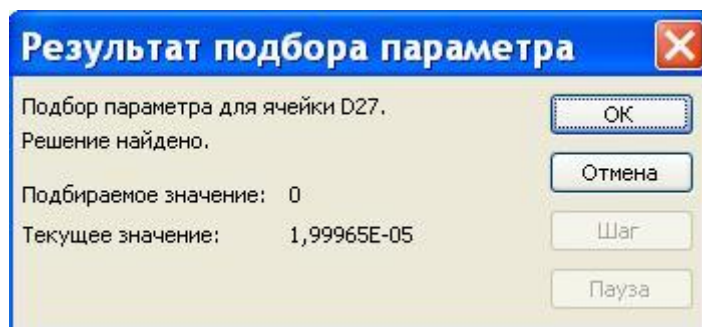 Результат подбора параметра
Подбор параметра для ячейки D27.
Решение найдено.
Подбираемое значение: 0
Текущее значение: 1,99965E-05
ОК
Отмена
Шаг
Пауза